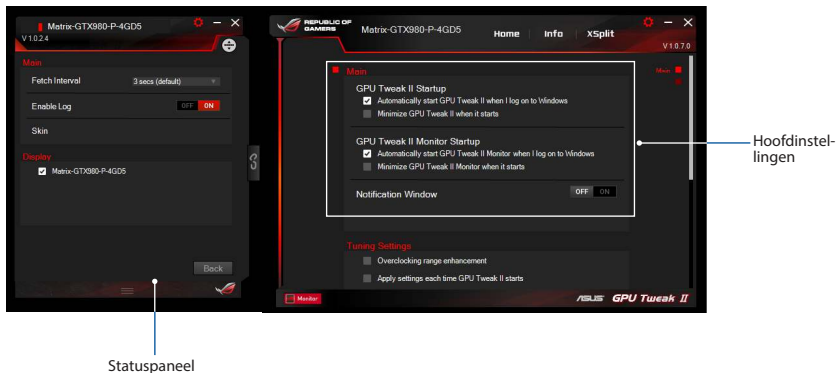 Matrix-GTX980-P-4GD5
V 1.0.2.4
Main
Fetch Interval 3 secs (default)
Enable Log OFF ON
Skin
Display
Matrix-GTX980-P-4GD5
Back
Statuspaneel
REPUBLIC OF
GAMERS
Matrix-GTX980-P-4GD5 Home Info XSplit
V 1.0.7.0
Main
Main
GPU Tweak II Startup
Automatically start GPU Tweak II when I log on to Windows
Minimize GPU Tweak II when it starts
GPU Tweak II Monitor Startup
Automatically start GPU Tweak II Monitor when I log on to Windows
Minimize GPU Tweak II Monitor when it starts
Notification Window OFF ON
Tuning Settings
Overclocking range enhancement
Apply settings each time GPU Tweak II starts
Monitor
ASUS GPU Tweak II
Hoofdinstel-
lingen